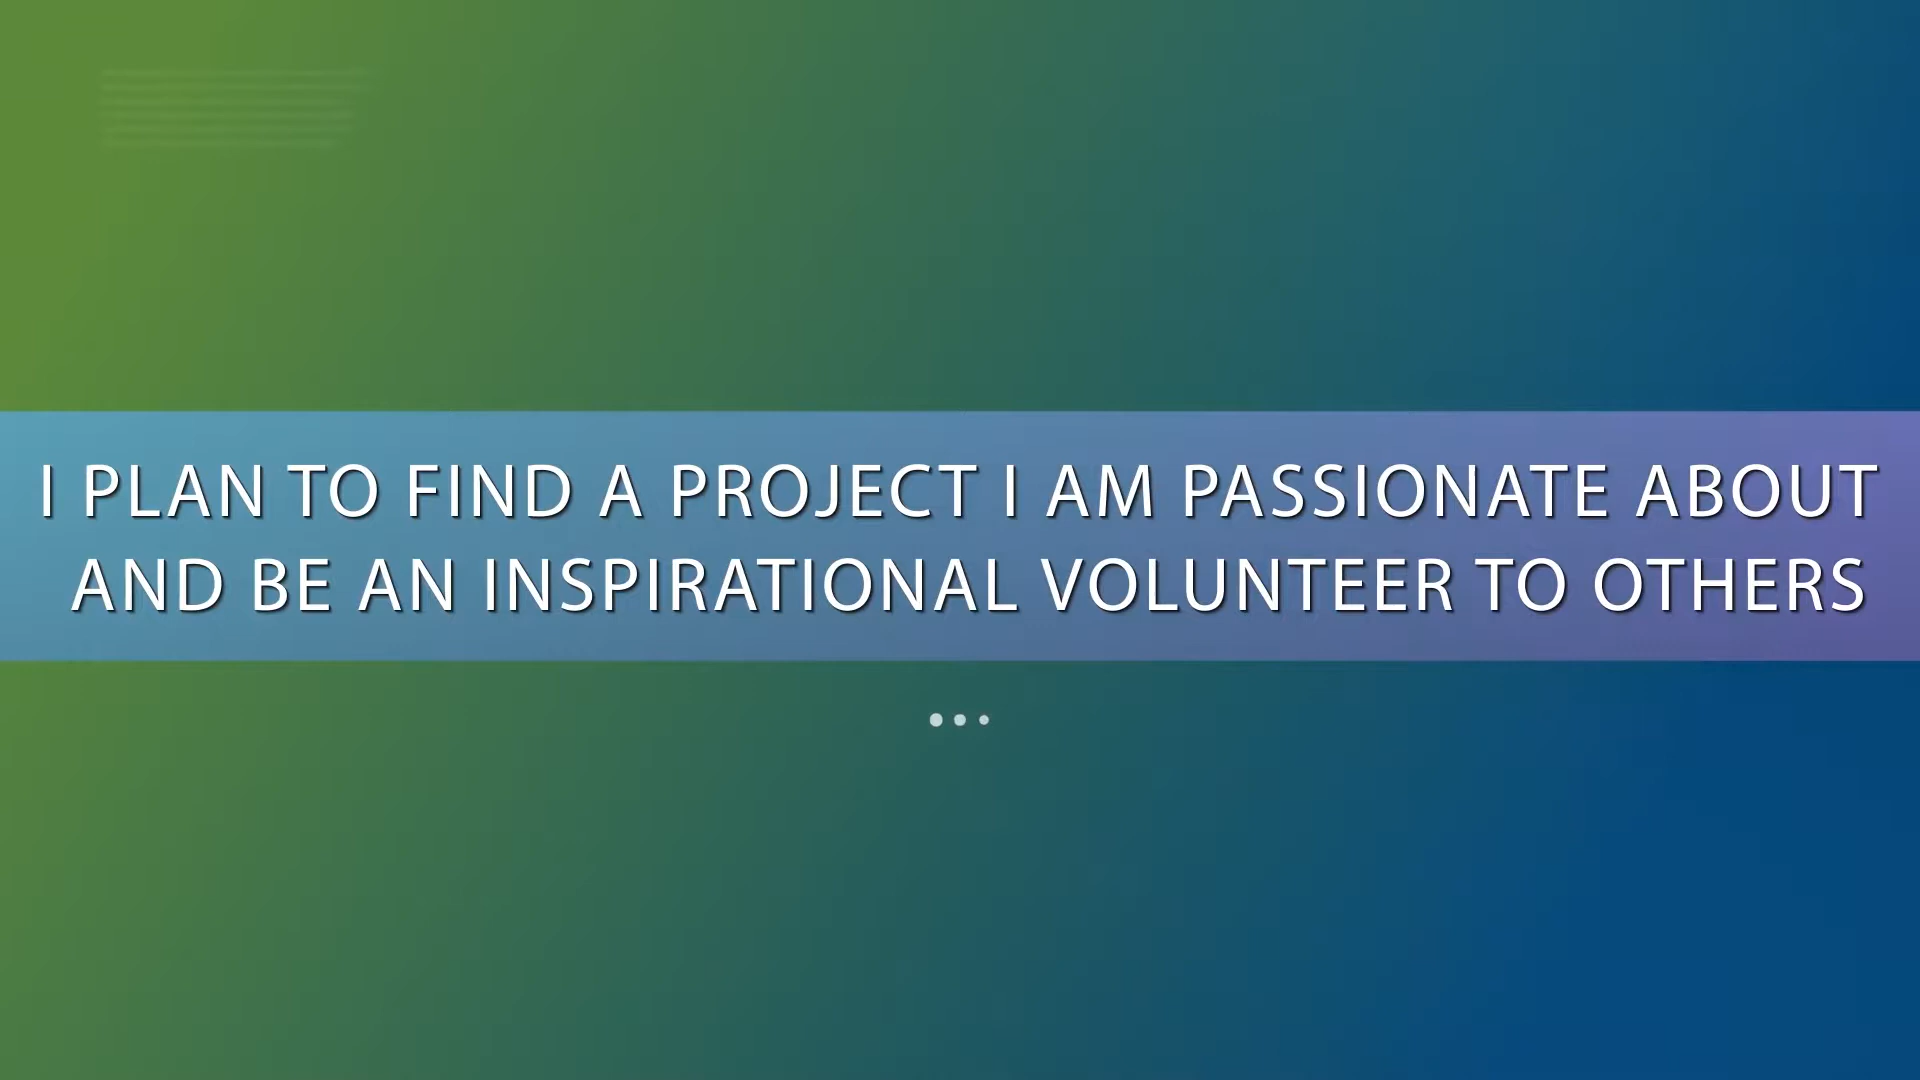 I PLAN TO FIND A PROJECT I AM PASSIONATE ABOUT
AND BE AN INSPIRATIONAL VOLUNTEER TO OTHERS